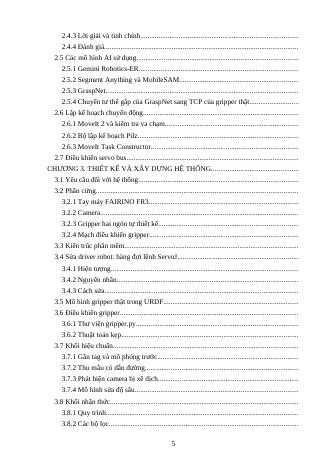 2.4.3 Lời giải và tinh chỉnh
2.4.4 Đánh giá
2.5 Các mô hình AI sử dụng
2.5.1 Gemini Robotics-ER
2.5.2 Segment Anything và MobileSAM
2.5.3 GraspNet
2.5.4 Chuyển tư thế gắp của GraspNet sang TCP của gripper thật
2.6 Lập kế hoạch chuyển động
2.6.1 MoveIt 2 và kiểm tra va chạm
2.6.2 Bộ lập kế hoạch Pilz
2.6.3 MoveIt Task Constructor
2.7 Điều khiển servo bus
CHƯƠNG 3. THIẾT KẾ VÀ XÂY DỰNG HỆ THỐNG
3.1 Yêu cầu đối với hệ thống
3.2 Phần cứng
3.2.1 Tay máy FAIRINO FR3
3.2.2 Camera
3.2.3 Gripper hai ngón tự thiết kế
3.2.4 Mạch điều khiển gripper
3.3 Kiến trúc phần mềm
3.4 Sửa driver robot: hàng đợi lệnh ServoJ
3.4.1 Hiện tượng
3.4.2 Nguyên nhân
3.4.3 Cách sửa
3.5 Mô hình gripper thật trong URDF
3.6 Điều khiển gripper
3.6.1 Thư viện gripper.py
3.6.2 Thuật toán kẹp
3.7 Khối hiệu chuẩn
3.7.1 Gắn tag và mô phỏng trước
3.7.2 Thu mẫu có dẫn đường
3.7.3 Phát hiện camera bị xê dịch
3.7.4 Mô hình sửa độ sâu
3.8 Khối nhận thức
3.8.1 Quy trình
3.8.2 Các bộ lọc
5